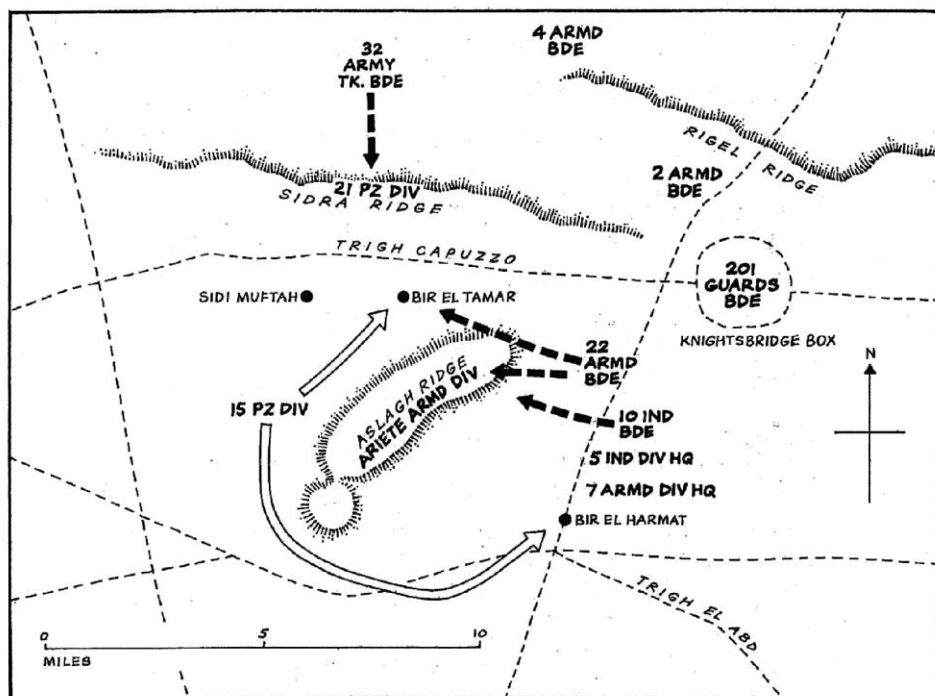 4 ARMD
BDE
32
ARMY
TK. BDE
RIGEL RIDGE
2 ARMD
BDE
21 PZ DIV
SIDRA RIDGE
TRIGH CAPUZZO
201
GUARDS
BDE
KNIGHTSBRIDGE BOX
SIDI MUFTAH
BIR EL TAMAR
22
ARMD
BDE
N
ASLAGH RIDGE
ARIETE ARMD DIV
15 PZ DIV
10 IND
BDE
5 IND DIV HQ
7 ARMD DIV HQ
BIR EL HARMAT
TRIGH EL ABD
0 5 10
MILES